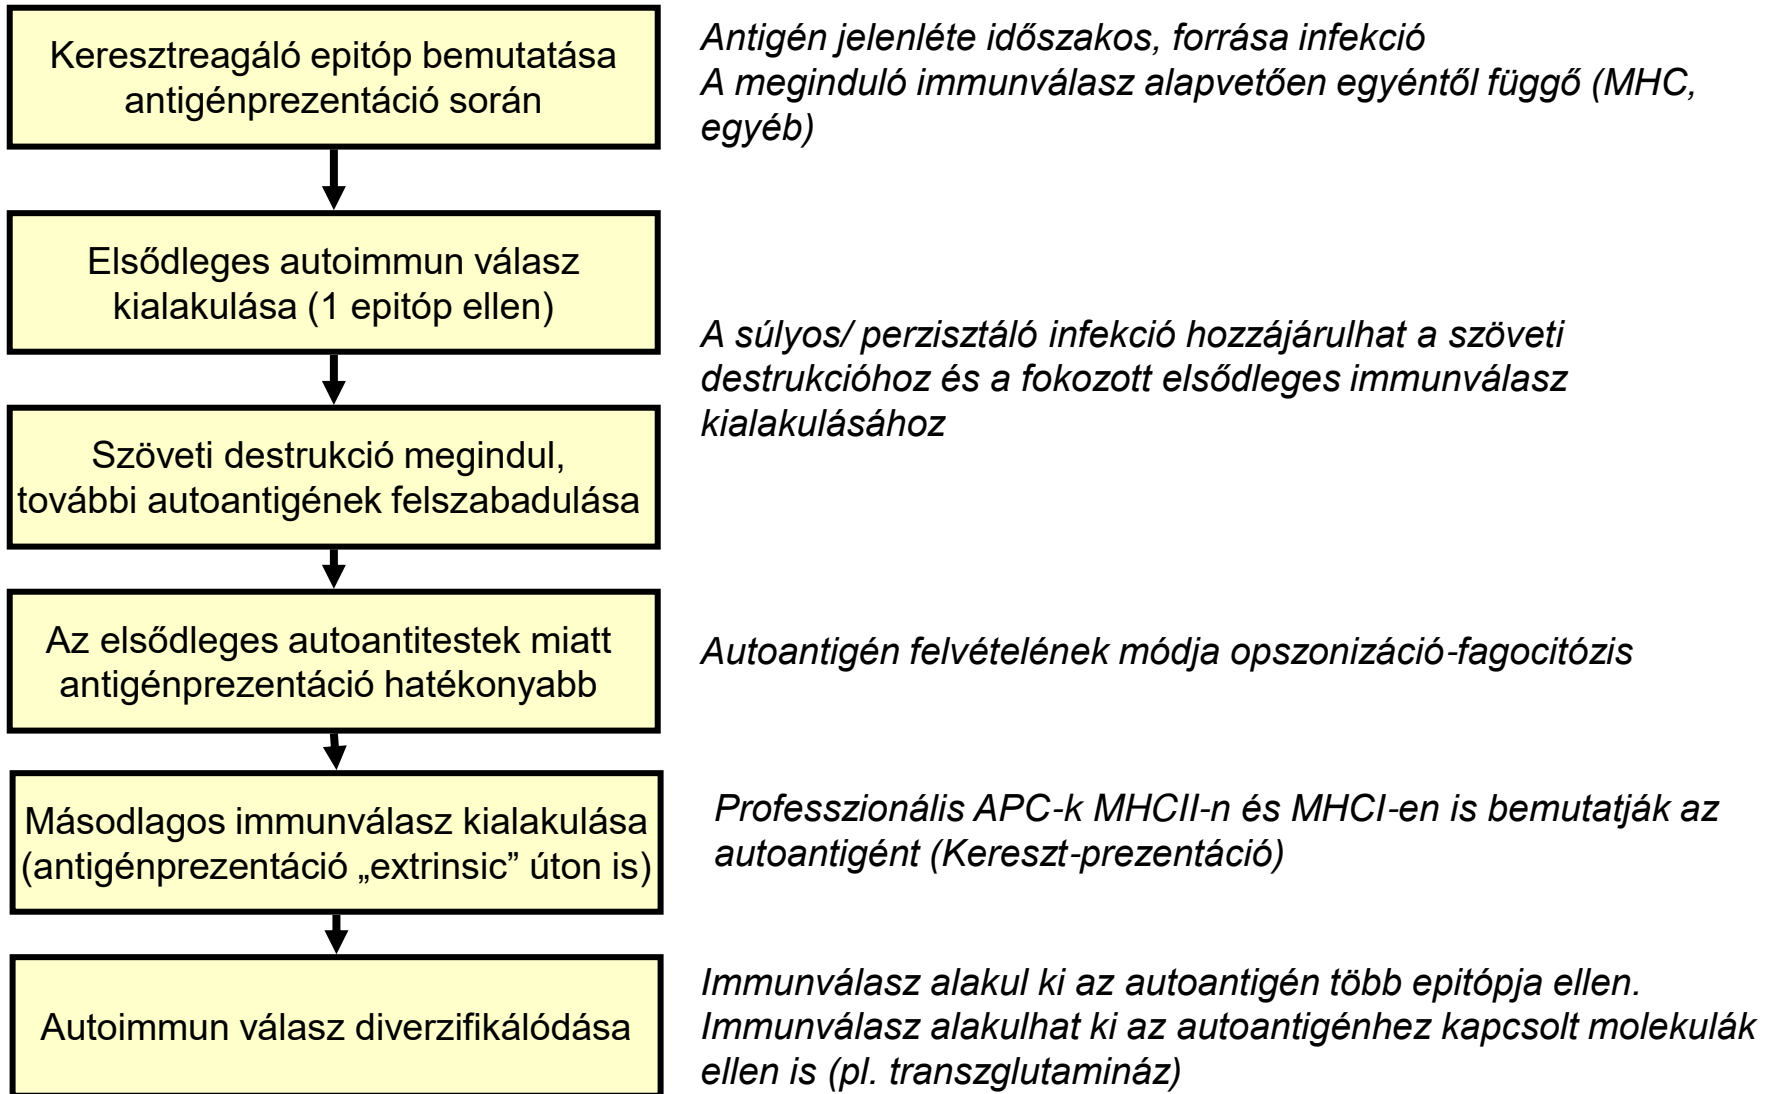 Keresztreagáló epitóp bemutatása
antigénprezentáció során
Antigén jelenléte időszakos, forrása infekció
A meginduló immunválasz alapvetően egyéntől függő (MHC,
egyéb)
Elsődleges autoimmun válasz
kialakulása (1 epitóp ellen)
A súlyos/ perzisztáló infekció hozzájárulhat a szöveti
destrukcióhoz és a fokozott elsődleges immunválasz
kialakulásához
Szöveti destrukció megindul,
további autoantigének felszabadulása
Az elsődleges autoantitestek miatt
antigénprezentáció hatékonyabb
Autoantigén felvételének módja opszonizáció-fagocitózis
Másodlagos immunválasz kialakulása
(antigénprezentáció „extrinsic” úton is)
Professzionális APC-k MHCII-n és MHCI-en is bemutatják az
autoantigént (Kereszt-prezentáció)
Autoimmun válasz diverzifikálódása
Immunválasz alakul ki az autoantigén több epitópja ellen.
Immunválasz alakulhat ki az autoantigénhez kapcsolt molekulák
ellen is (pl. transzglutamináz)